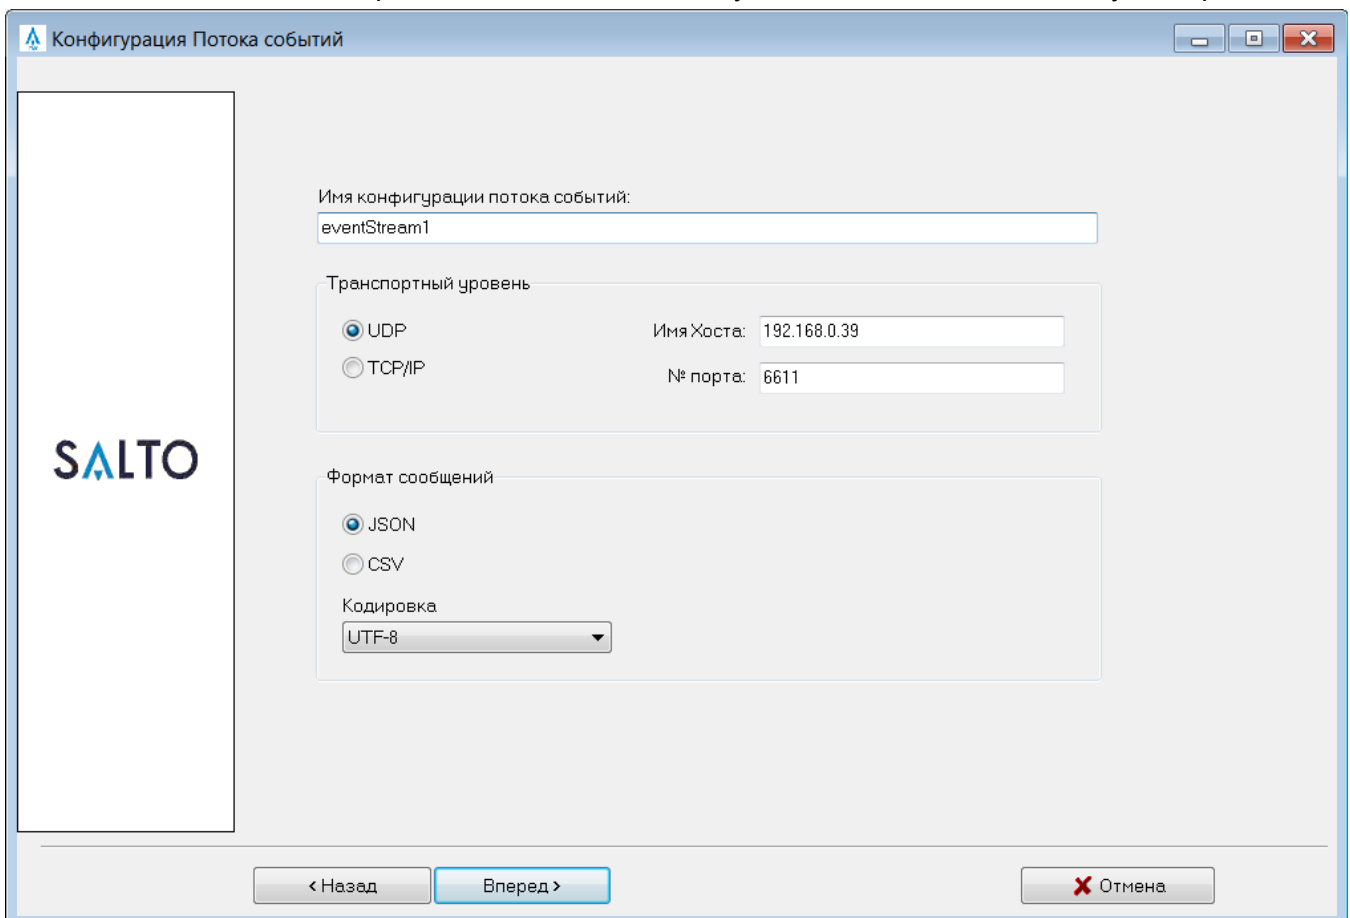 Конфигурация Потока событий
Имя конфигурации потока событий:
eventStream1
Транспортный уровень
UDP
Имя Хоста: 192.168.0.39
TCP/IP
№ порта: 6611
SALTO
Формат сообщений
JSON
CSV
Кодировка
UTF-8
< Назад
Вперед >
Отмена